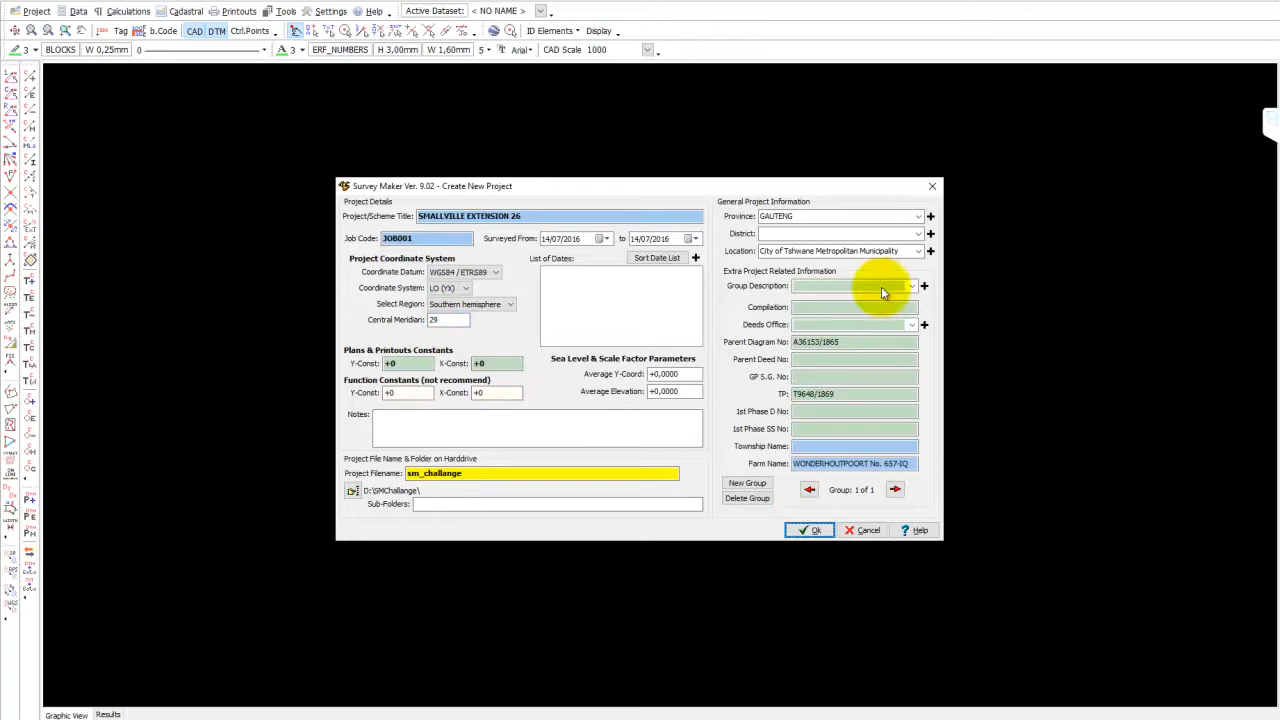 Project Data Calculations Cadastral Printouts Tools Settings Help Active Dataset: < NO NAME >
Tag b.Code CAD DTM Ctrl.Points ID Elements Display
3 BLOCKS W 0,25mm 0 3 ERF_NUMBERS H 3,00mm W 1,60mm 5 Arial CAD Scale 1000
Survey Maker Ver. 9.02 - Create New Project
Project Details
Project/Scheme Title: SMALLVILLE EXTENSION 26
Job Code: JOB001 Surveyed From: 14/07/2016 to 14/07/2016
Project Coordinate System
List of Dates: Sort Date List
Coordinate Datum: WGS84 / ETRS89
Coordinate System: LO (YX)
Select Region: Southern hemisphere
Central Meridian: 29
Plans & Printouts Constants
Y-Const: +0 X-Const: +0
Function Constants (not recommend)
Y-Const: +0 X-Const: +0
Sea Level & Scale Factor Parameters
Average Y-Coord: +0,0000
Average Elevation: +0,0000
Notes:
Project File Name & Folder on Harddrive
Project Filename: sm_challange
D:\SMChallange\
Sub-Folders:
General Project Information
Province: GAUTENG
District:
Location: City of Tshwane Metropolitan Municipality
Extra Project Related Information
Group Description:
Compilation:
Deeds Office:
Parent Diagram No: A36153/1865
Parent Deed No:
GP S.G. No:
TP: T9648/1869
1st Phase D No:
1st Phase SS No:
Township Name:
Farm Name: WONDERHOUTPOORT No. 657-IQ
New Group
Delete Group
Group: 1 of 1
Ok Cancel Help
Graphic View Results